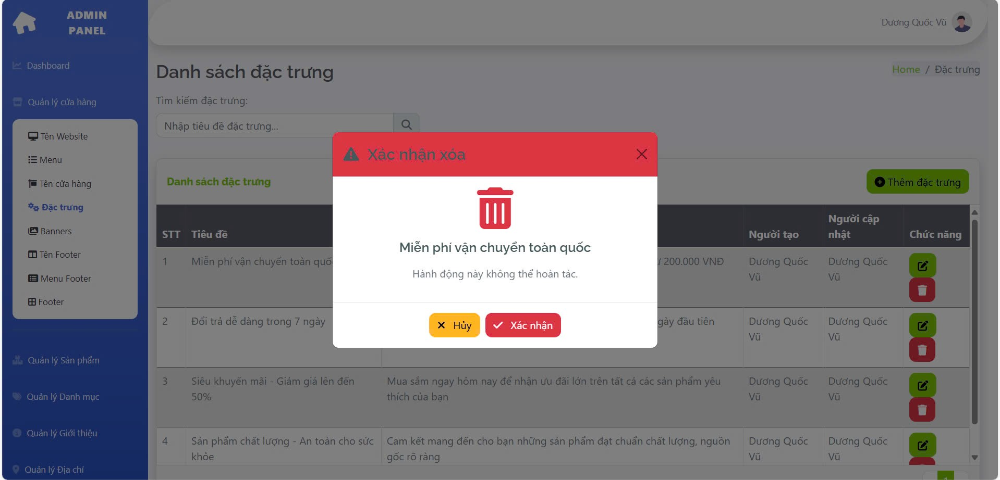 ADMIN
PANEL
Dương Quốc Vũ
Dashboard
Quản lý cửa hàng
Tên Website
Menu
Tên cửa hàng
Đặc trưng
Banners
Tên Footer
Menu Footer
Footer
Quản lý Sản phẩm
Quản lý Danh mục
Quản lý Giới thiệu
Quản lý Địa chỉ
Danh sách đặc trưng
Home / Đặc trưng
Tìm kiếm đặc trưng:
Nhập tiêu đề đặc trưng...
Danh sách đặc trưng
Thêm đặc trưng
Xác nhận xóa
Miễn phí vận chuyển toàn quốc
Hành động này không thể hoàn tác.
Hủy
Xác nhận
STT Tiêu đề Người tạo Người cập nhật Chức năng
1 Miễn phí vận chuyển toàn 200.000 VNĐ Dương Quốc Vũ Dương Quốc Vũ
2 Đổi trả dễ dàng trong 7 ngày đầu tiên Dương Quốc Vũ Dương Quốc Vũ
3 Siêu khuyến mãi - Giảm giá lên đến 50% Mua sắm ngay hôm nay để nhận ưu đãi lớn trên tất cả các sản phẩm yêu thích của bạn Dương Quốc Vũ Dương Quốc Vũ
4 Sản phẩm chất lượng - An toàn cho sức khỏe Cam kết mang đến cho bạn những sản phẩm đạt chuẩn chất lượng, nguồn gốc rõ ràng Dương Quốc Vũ Dương Quốc Vũ